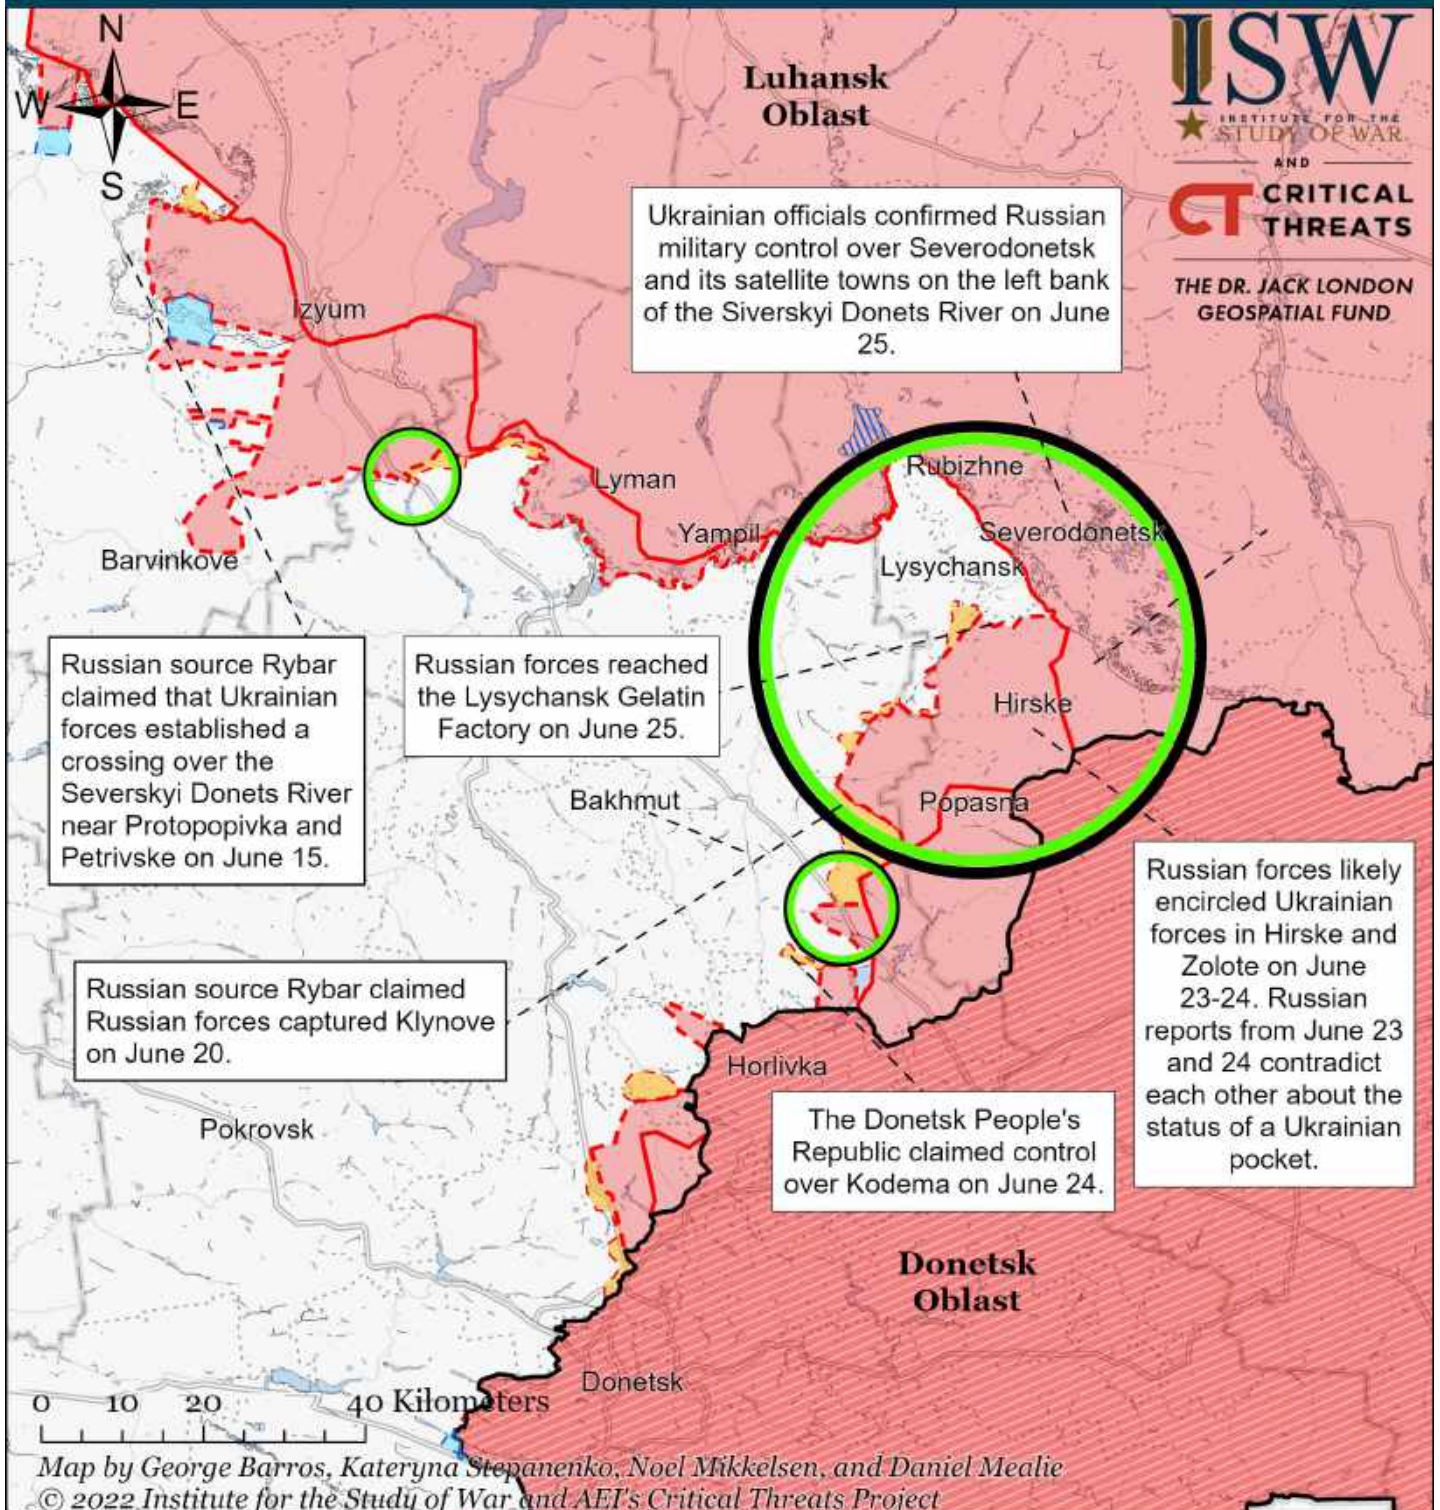 N
W E
S
Luhansk
Oblast
ISW
INSTITUTE FOR THE
STUDY OF WAR
AND
CT CRITICAL
THREATS
THE DR. JACK LONDON
GEOSPATIAL FUND
Ukrainian officials confirmed Russian
military control over Severodonetsk
and its satellite towns on the left bank
of the Siverskyi Donets River on June
25.
Izyum
Lyman
Yampil
Rubizhne
Severodonetsk
Lysychansk
Barvinkove
Russian source Rybar
claimed that Ukrainian
forces established a
crossing over the
Severskyi Donets River
near Protopopivka and
Petrivske on June 15.
Russian forces reached
the Lysychansk Gelatin
Factory on June 25.
Hirske
Bakhmut
Popasna
Russian forces likely
encircled Ukrainian
forces in Hirske and
Zolote on June
23-24. Russian
reports from June 23
and 24 contradict
each other about the
status of a Ukrainian
pocket.
Russian source Rybar claimed
Russian forces captured Klynove
on June 20.
Horlivka
Pokrovsk
The Donetsk People's
Republic claimed control
over Kodema on June 24.
Donetsk
Oblast
Donetsk
0 10 20 40 Kilometers
Map by George Barros, Kateryna Stepanenko, Noel Mikkelsen, and Daniel Mealie
© 2022 Institute for the Study of War and AEI's Critical Threats Project